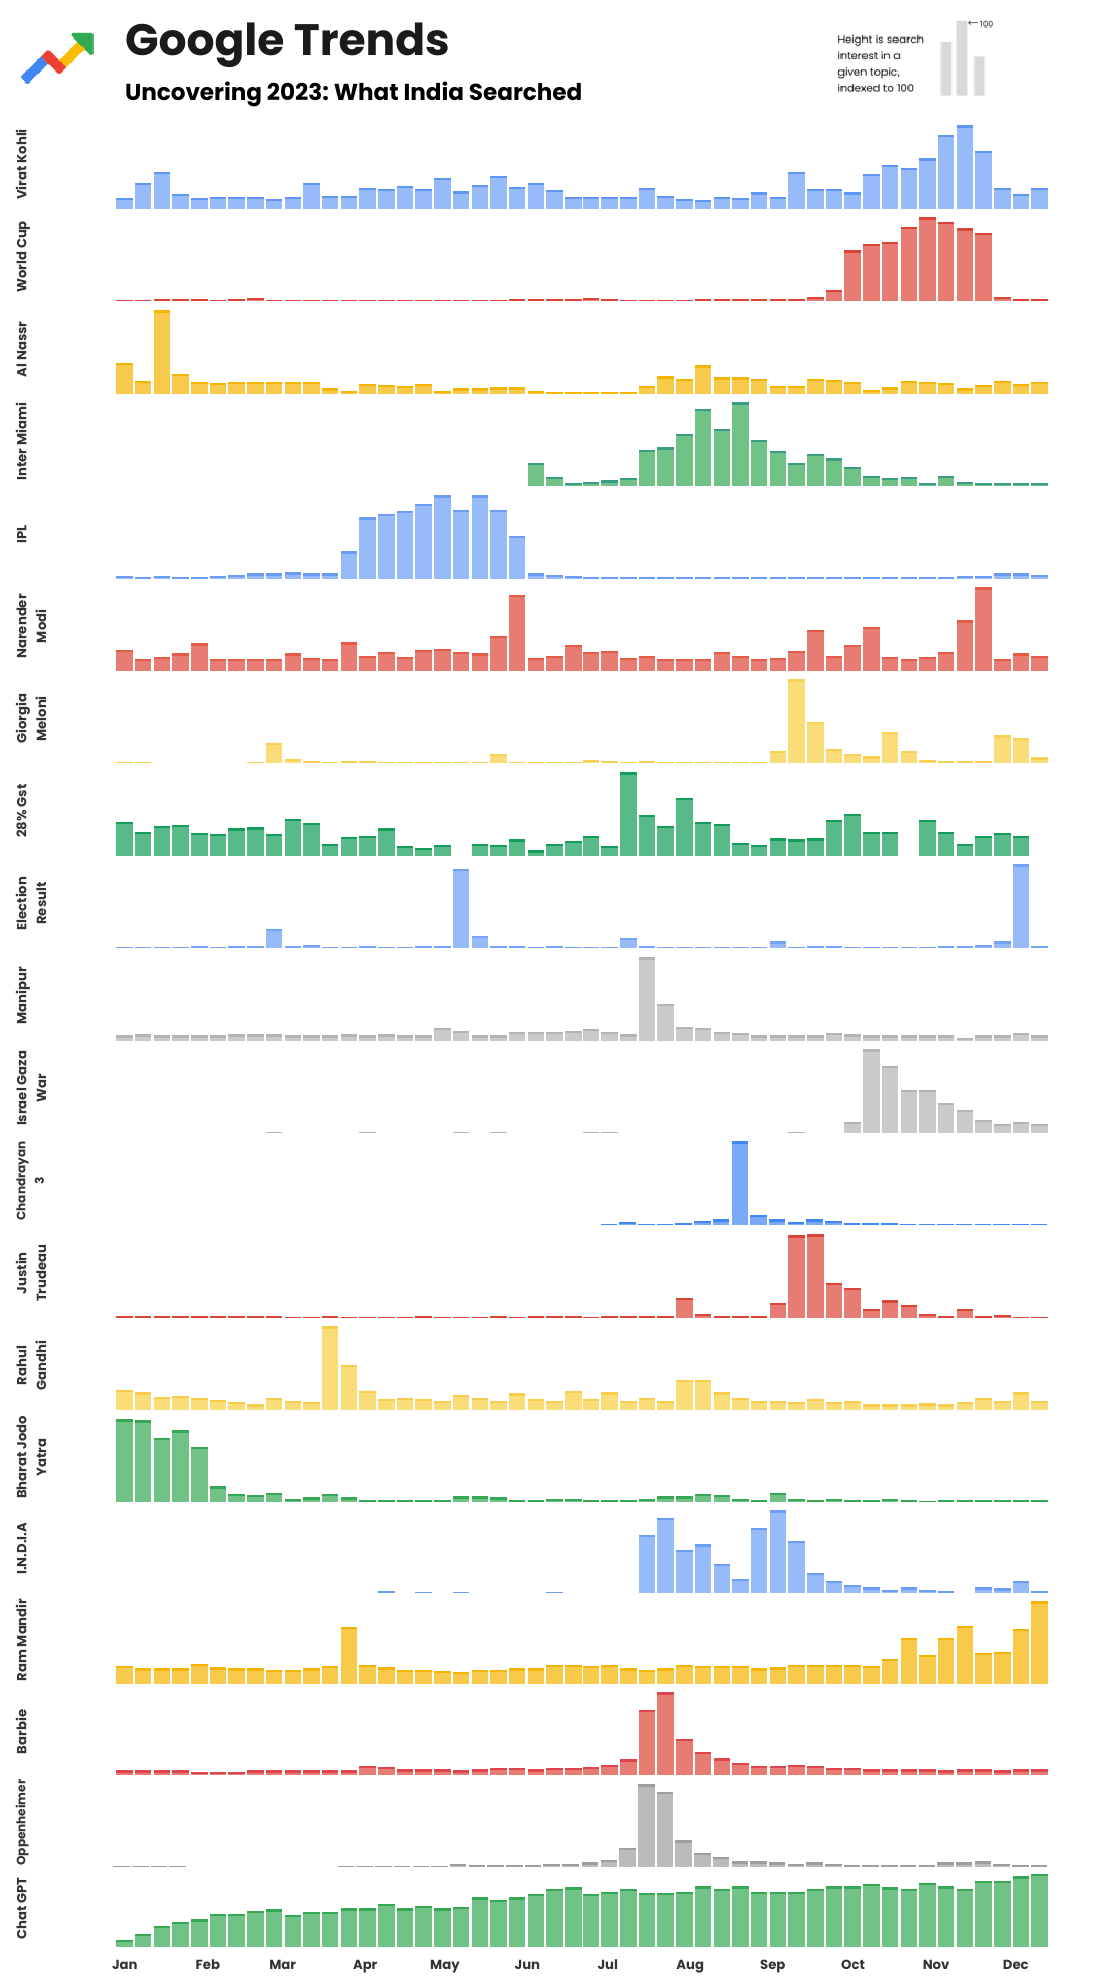 Google Trends
Uncovering 2023: What India Searched
Height is search
interest in a
given topic,
indexed to 100
←100
Virat Kohli
World Cup
Al Nassr
Inter Miami
IPL
Narender
Modi
Giorgia
Meloni
28% Gst
Election
Result
Manipur
Israel Gaza
War
Chandrayan
3
Justin
Trudeau
Rahul
Gandhi
Bharat Jodo
Yatra
I.N.D.I.A
Ram Mandir
Barbie
Oppenheimer
Chat GPT
Jan Feb Mar Apr May Jun Jul Aug Sep Oct Nov Dec